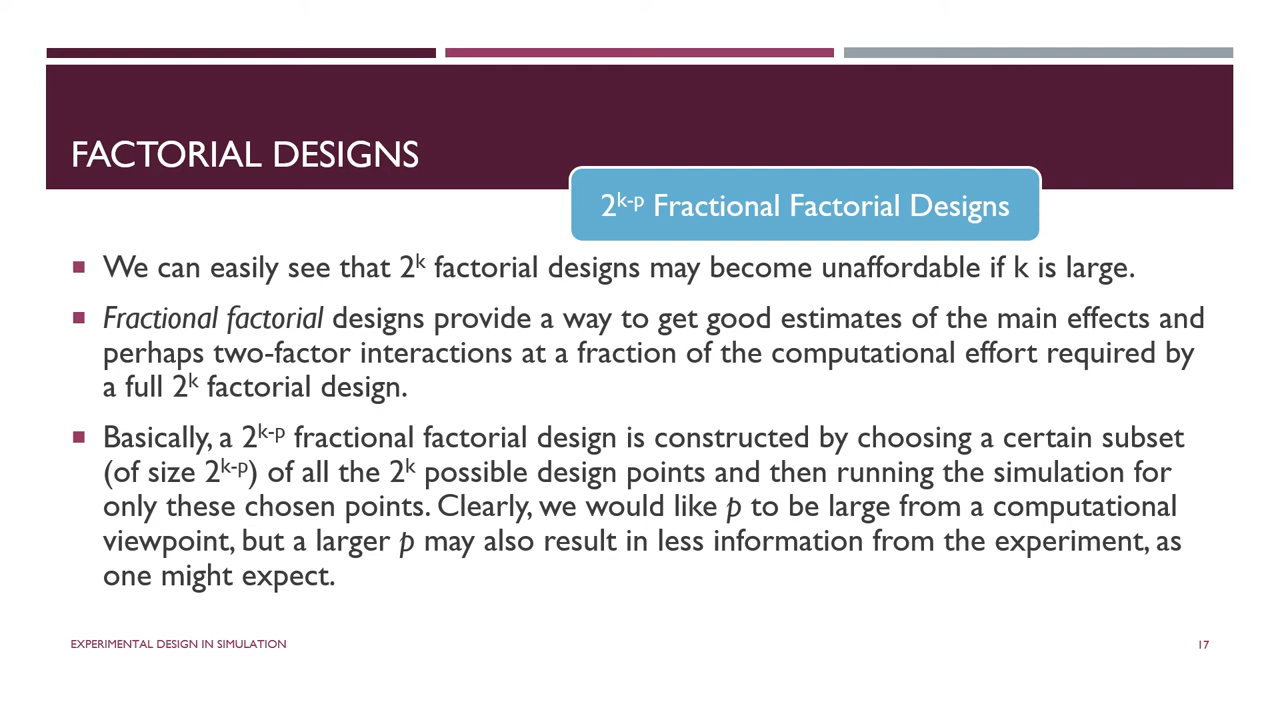 FACTORIAL DESIGNS
2ᵏ⁻ᵖ Fractional Factorial Designs
▪ We can easily see that 2ᵏ factorial designs may become unaffordable if k is large.
▪ Fractional factorial designs provide a way to get good estimates of the main effects and
perhaps two-factor interactions at a fraction of the computational effort required by
a full 2ᵏ factorial design.
▪ Basically, a 2ᵏ⁻ᵖ fractional factorial design is constructed by choosing a certain subset
(of size 2ᵏ⁻ᵖ) of all the 2ᵏ possible design points and then running the simulation for
only these chosen points. Clearly, we would like p to be large from a computational
viewpoint, but a larger p may also result in less information from the experiment, as
one might expect.
EXPERIMENTAL DESIGN IN SIMULATION
17